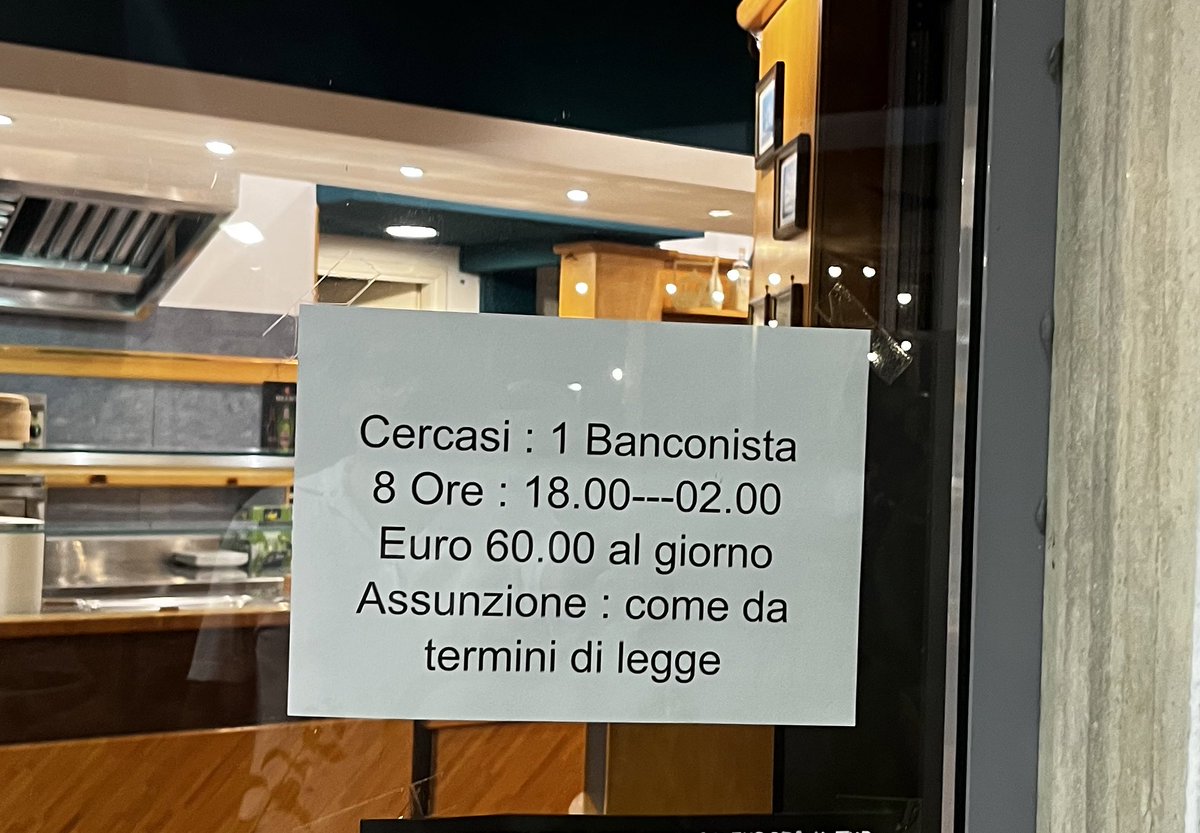 Cercasi : 1 Banconista
8 Ore : 18.00---02.00
Euro 60.00 al giorno
Assunzione : come da
termini di legge